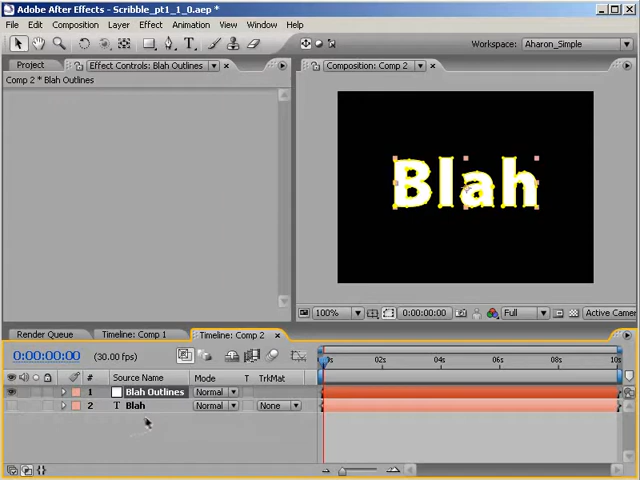 Adobe After Effects - Scribble_pt1_1_0.aep *
File Edit Composition Layer Effect Animation View Window Help
Workspace: Aharon_Simple
Project Effect Controls: Blah Outlines
Composition: Comp 2
Comp 2 * Blah Outlines
Blah
100% 0:00:00:00 Full Active Camer
Render Queue Timeline: Comp 1 Timeline: Comp 2
0:00:00:00 (30.00 fps)
02s 04s 06s 08s 10s
# Source Name Mode T TrkMat
1 Blah Outlines Normal
2 T Blah Normal None